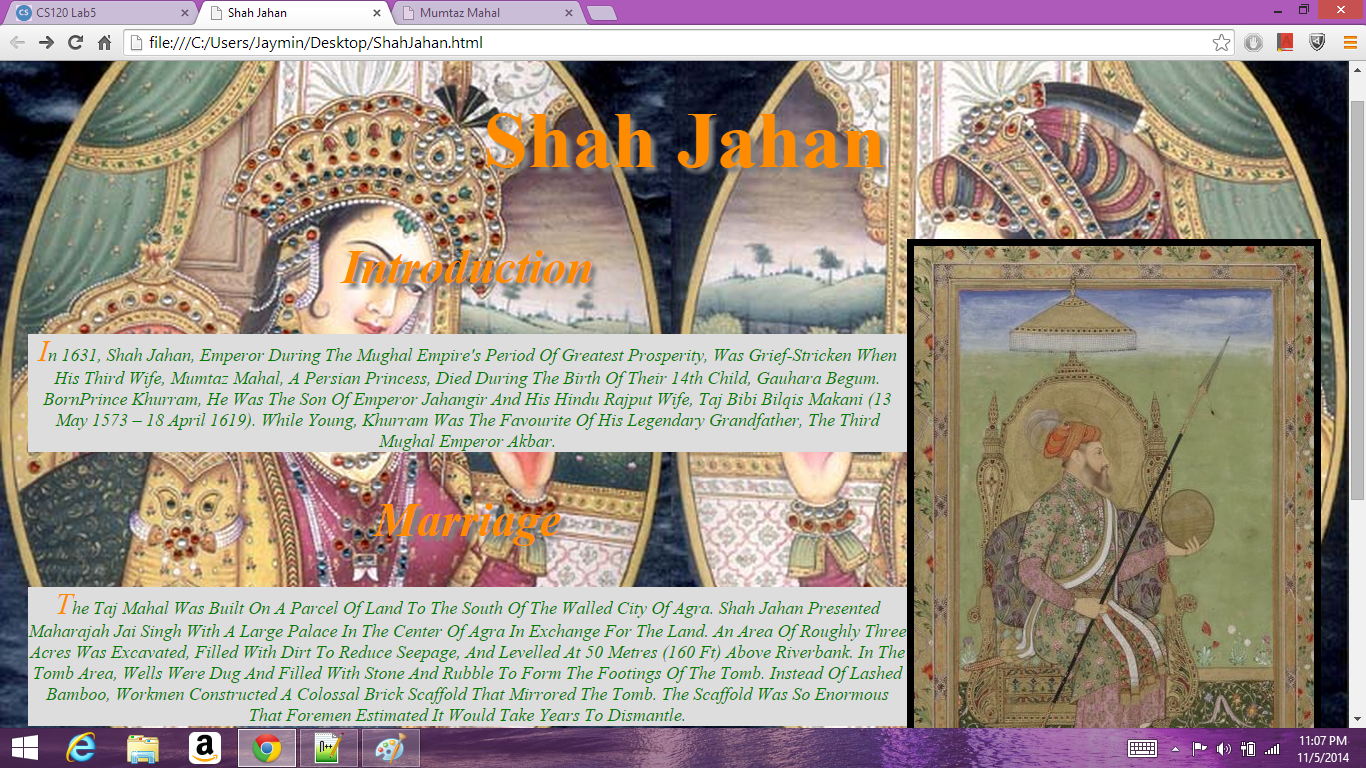 CS120 Lab5
Shah Jahan
Mumtaz Mahal
file:///C:/Users/Jaymin/Desktop/ShahJahan.html
Shah Jahan
Introduction
In 1631, Shah Jahan, Emperor During The Mughal Empire's Period Of Greatest Prosperity, Was Grief-Stricken When
His Third Wife, Mumtaz Mahal, A Persian Princess, Died During The Birth Of Their 14th Child, Gauhara Begum.
BornPrince Khurram, He Was The Son Of Emperor Jahangir And His Hindu Rajput Wife, Taj Bibi Bilqis Makani (13
May 1573 – 18 April 1619). While Young, Khurram Was The Favourite Of His Legendary Grandfather, The Third
Mughal Emperor Akbar.
Marriage
The Taj Mahal Was Built On A Parcel Of Land To The South Of The Walled City Of Agra. Shah Jahan Presented
Maharajah Jai Singh With A Large Palace In The Center Of Agra In Exchange For The Land. An Area Of Roughly Three
Acres Was Excavated, Filled With Dirt To Reduce Seepage, And Levelled At 50 Metres (160 Ft) Above Riverbank. In The
Tomb Area, Wells Were Dug And Filled With Stone And Rubble To Form The Footings Of The Tomb. Instead Of Lashed
Bamboo, Workmen Constructed A Colossal Brick Scaffold That Mirrored The Tomb. The Scaffold Was So Enormous
That Foremen Estimated It Would Take Years To Dismantle.
11:07 PM
11/5/2014